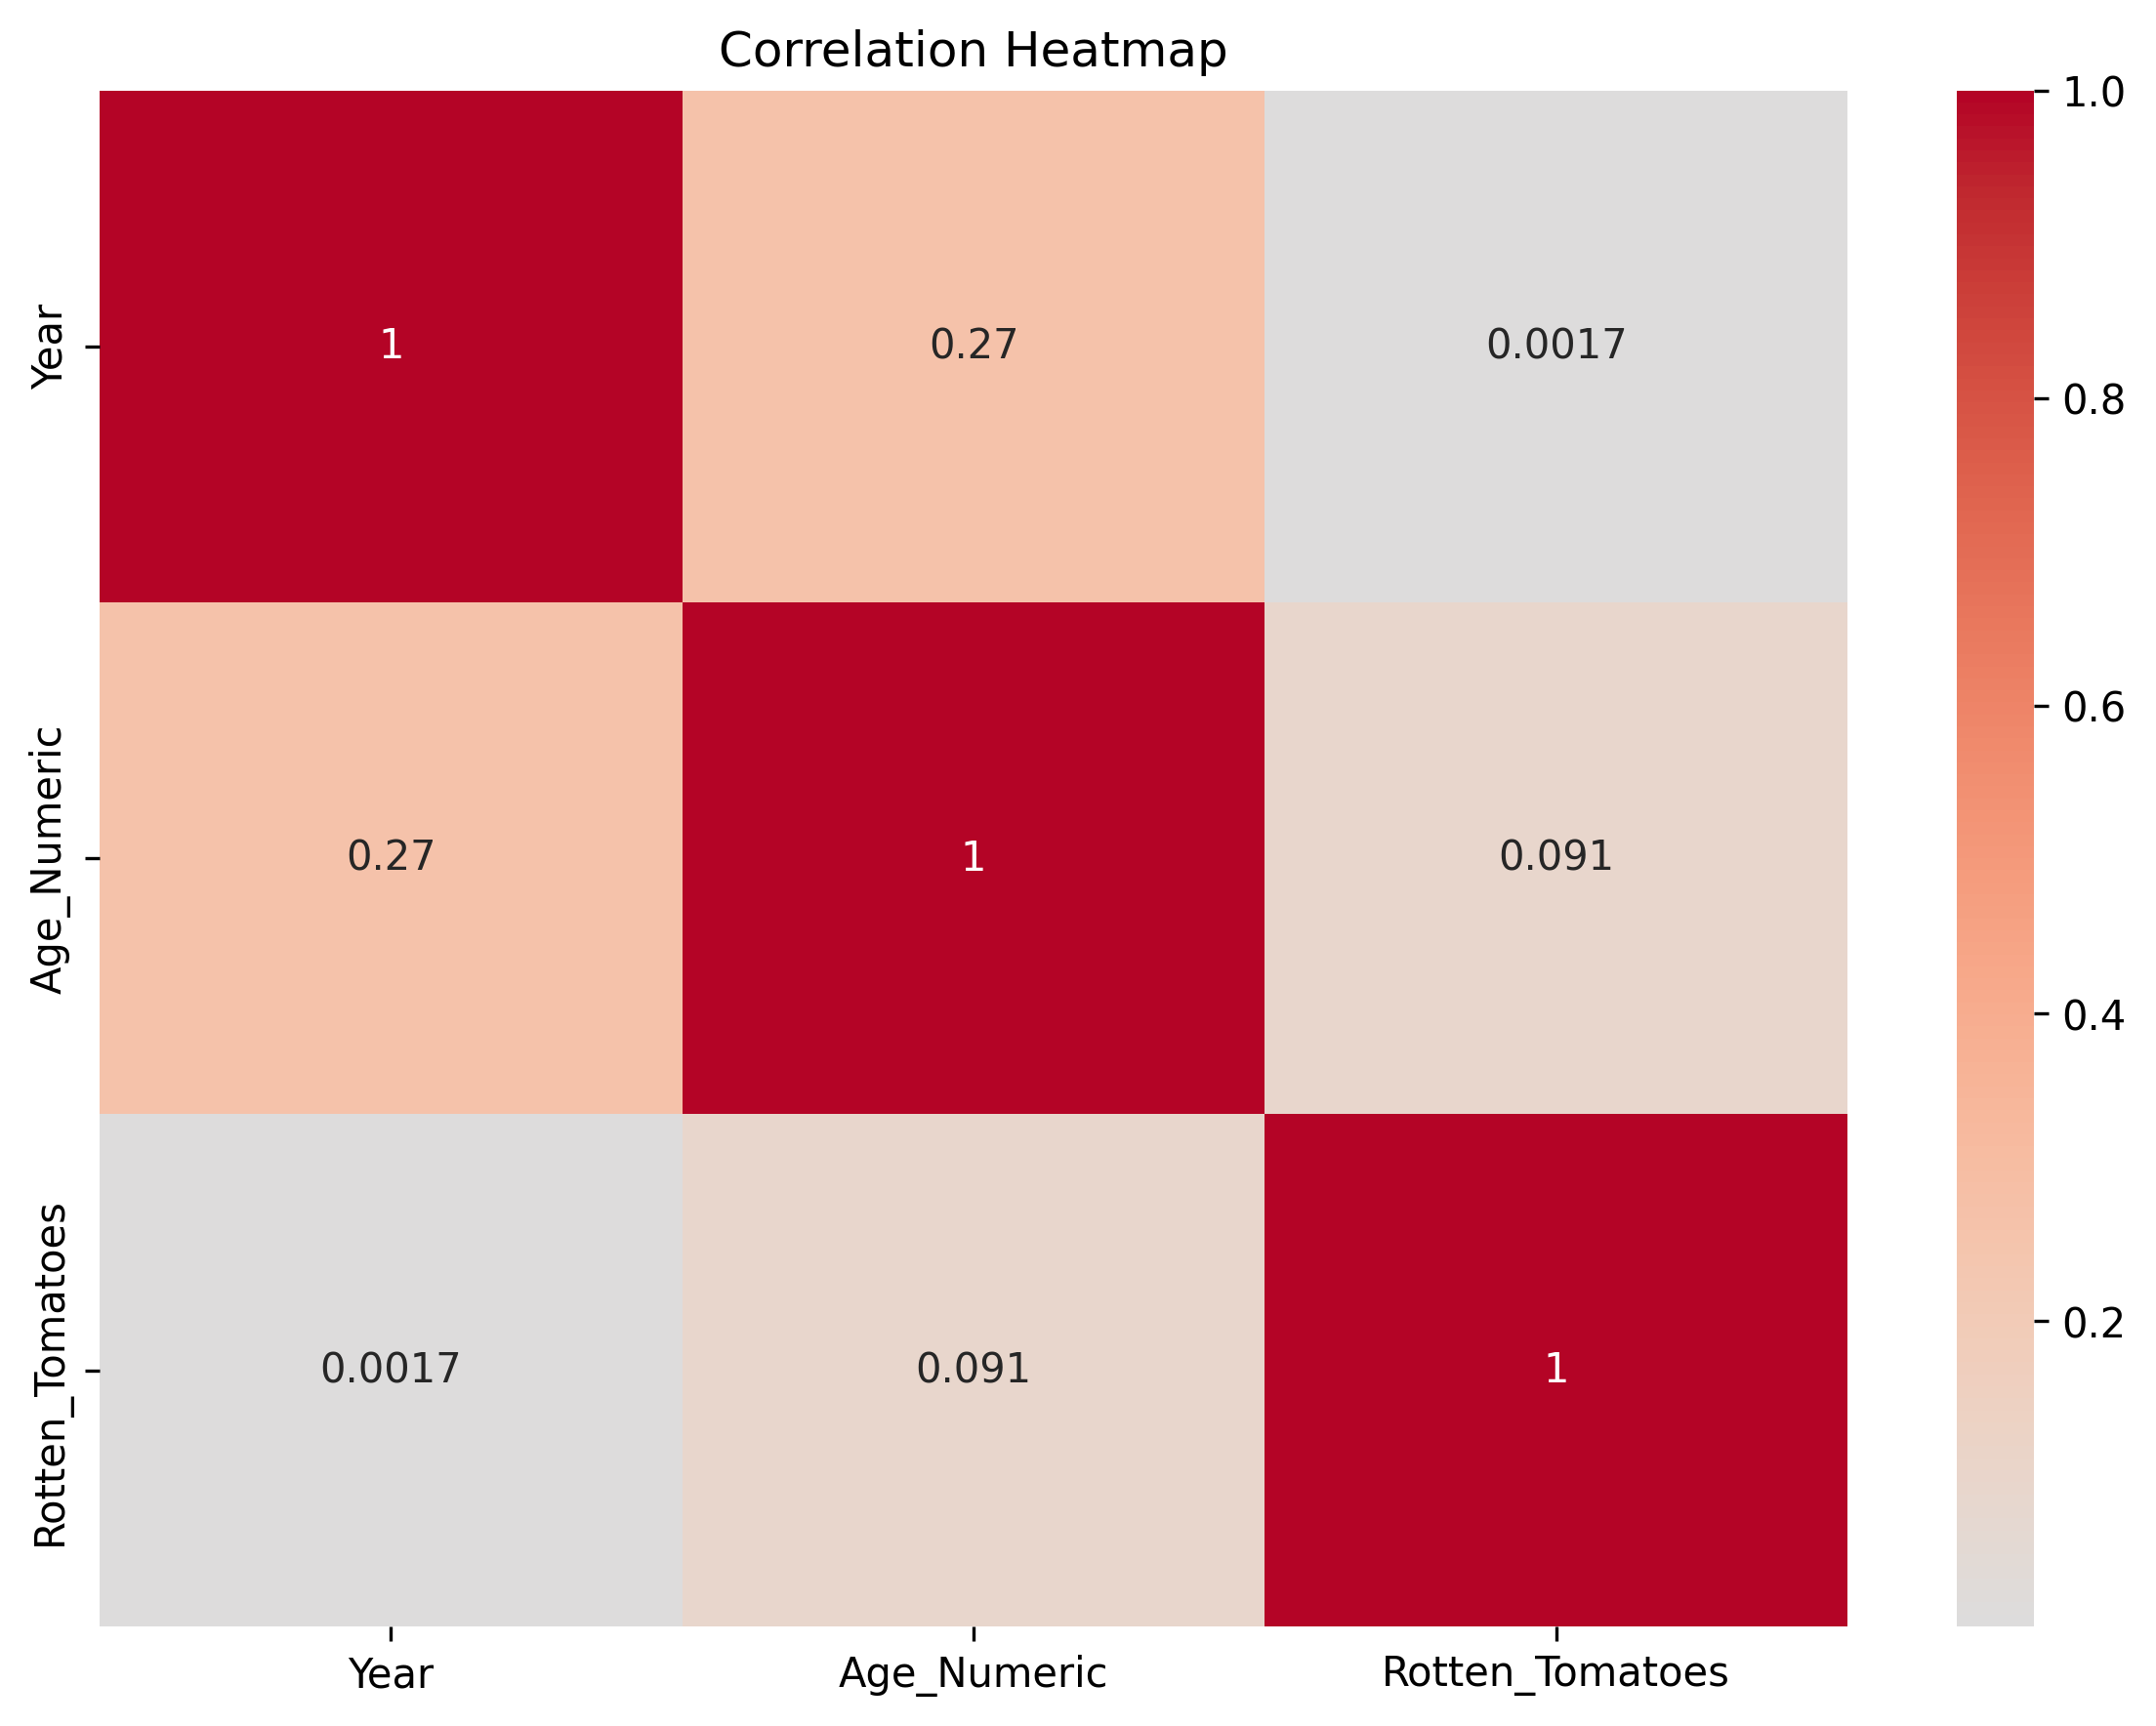 Correlation Heatmap
Year
1
0.27
0.0017
Age_Numeric
0.27
1
0.091
Rotten_Tomatoes
0.0017
0.091
1
Year
Age_Numeric
Rotten_Tomatoes
1.0
0.8
0.6
0.4
0.2